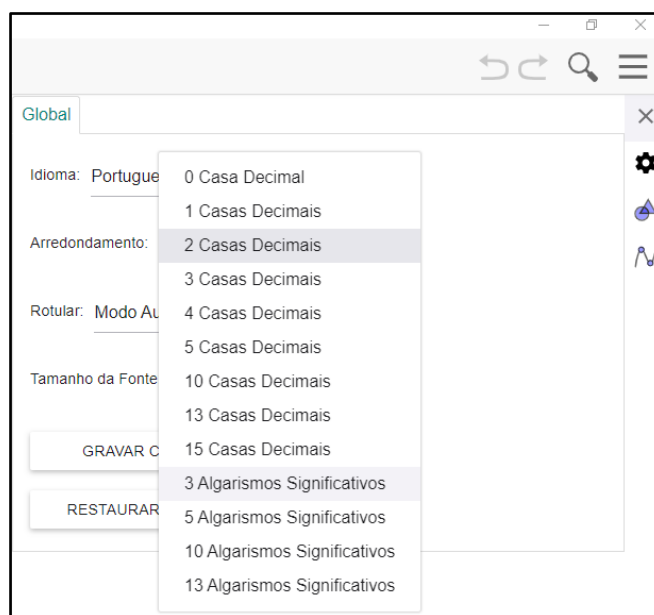 Global
Idioma: Portugue
Arredondamento:
Rotular: Modo Au
Tamanho da Fonte
GRAVAR C
RESTAURAR
0 Casa Decimal
1 Casas Decimais
2 Casas Decimais
3 Casas Decimais
4 Casas Decimais
5 Casas Decimais
10 Casas Decimais
13 Casas Decimais
15 Casas Decimais
3 Algarismos Significativos
5 Algarismos Significativos
10 Algarismos Significativos
13 Algarismos Significativos